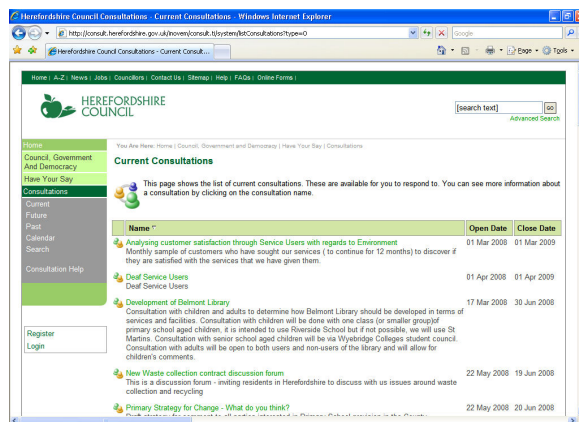 Herefordshire Council Consultations - Current Consultations - Windows Internet Explorer
http://consult.herefordshire.gov.uk/inovem/consult.ti/system/listConsultations?type=0
Google
Herefordshire Council Consultations - Current Consult...
Page Tools
Home | A-Z | News | Jobs | Councillors | Contact Us | Sitemap | Help | FAQs | Online Forms |
HEREFORDSHIRE
COUNCIL
[search text] GO
Advanced Search
Home
Council, Government
And Democracy
Have Your Say
Consultations
Current
Future
Past
Calendar
Search
Consultation Help
Register
Login
You Are Here: Home | Council, Government and Democracy | Have Your Say | Consultations
Current Consultations
This page shows the list of current consultations. These are available for you to respond to. You can see more information about
a consultation by clicking on the consultation name.
Name Open Date Close Date
Analysing customer satisfaction through Service Users with regards to Environment 01 Mar 2008 01 Mar 2009
Monthly sample of customers who have sought our services ( to continue for 12 months) to discover if
they are satisfied with the services that we have given them.
Deaf Service Users 01 Apr 2008 01 Apr 2009
Deaf Service Users
Development of Belmont Library 17 Mar 2008 30 Jun 2008
Consultation with children and adults to determine how Belmont Library should be developed in terms of
services and facilities. Consultation with children will be done with one class (or smaller group)of
primary school aged children, it is intended to use Riverside School but if not possible, we will use St
Martins. Consultation with senior school aged children will be via Wyebridge Colleges student council.
Consultation with adults will be open to both users and non-users of the library and will allow for
children's comments.
New Waste collection contract discussion forum 22 May 2008 19 Jun 2008
This is a discussion forum - inviting residents in Herefordshire to discuss with us issues around waste
collection and recycling
Primary Strategy for Change - What do you think? 22 May 2008 20 Jun 2008